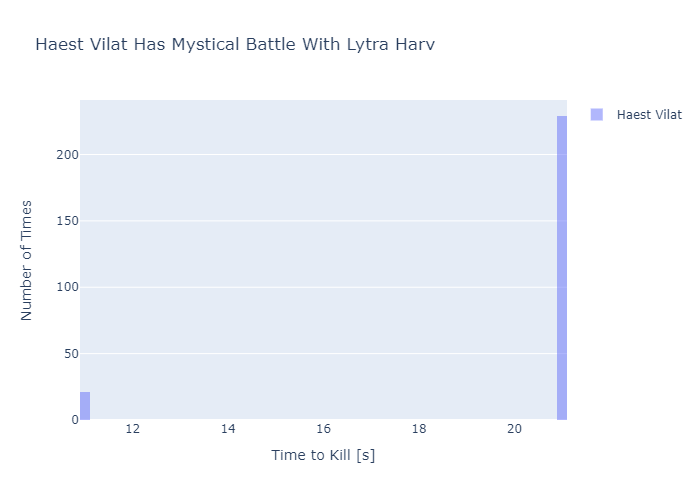 Haest Vilat Has Mystical Battle With Lytra Harv
Haest Vilat
200
150
100
50
0
12 14 16 18 20
Number of Times
Time to Kill [s]